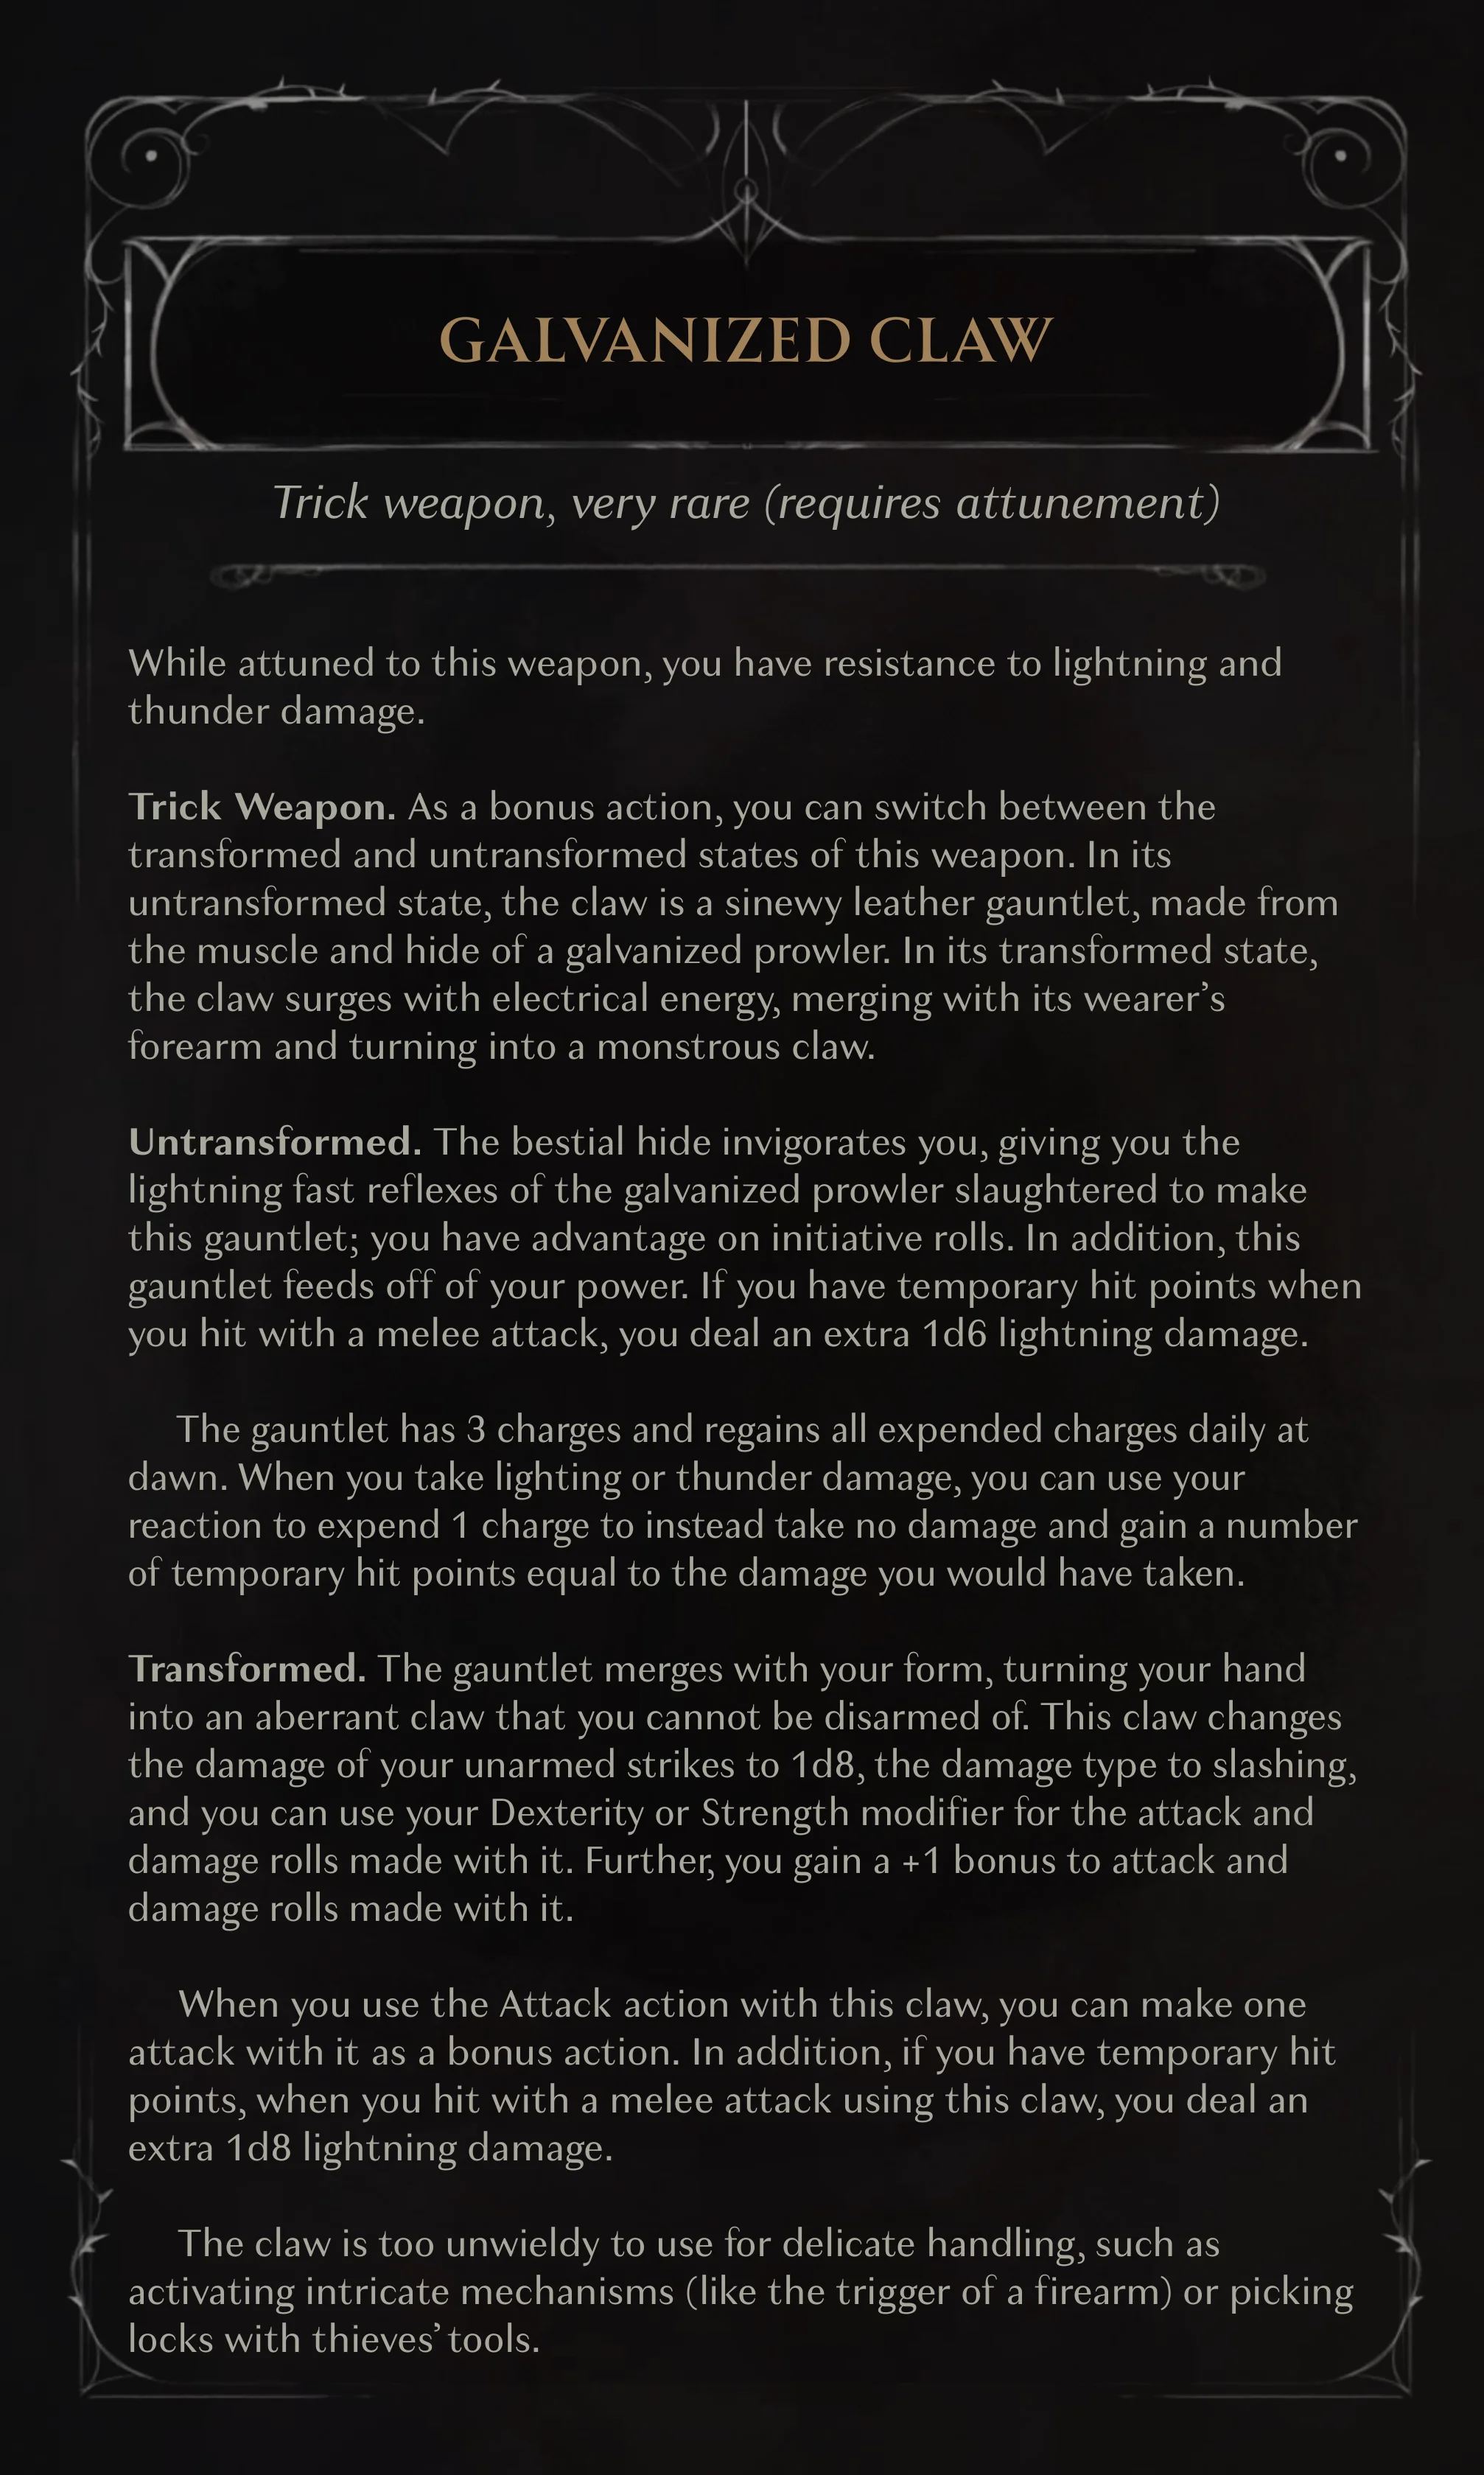 GALVANIZED CLAW
Trick weapon, very rare (requires attunement)
While attuned to this weapon, you have resistance to lightning and
thunder damage.
Trick Weapon. As a bonus action, you can switch between the
transformed and untransformed states of this weapon. In its
untransformed state, the claw is a sinewy leather gauntlet, made from
the muscle and hide of a galvanized prowler. In its transformed state,
the claw surges with electrical energy, merging with its wearer’s
forearm and turning into a monstrous claw.
Untransformed. The bestial hide invigorates you, giving you the
lightning fast reflexes of the galvanized prowler slaughtered to make
this gauntlet; you have advantage on initiative rolls. In addition, this
gauntlet feeds off of your power. If you have temporary hit points when
you hit with a melee attack, you deal an extra 1d6 lightning damage.
The gauntlet has 3 charges and regains all expended charges daily at
dawn. When you take lighting or thunder damage, you can use your
reaction to expend 1 charge to instead take no damage and gain a number
of temporary hit points equal to the damage you would have taken.
Transformed. The gauntlet merges with your form, turning your hand
into an aberrant claw that you cannot be disarmed of. This claw changes
the damage of your unarmed strikes to 1d8, the damage type to slashing,
and you can use your Dexterity or Strength modifier for the attack and
damage rolls made with it. Further, you gain a +1 bonus to attack and
damage rolls made with it.
When you use the Attack action with this claw, you can make one
attack with it as a bonus action. In addition, if you have temporary hit
points, when you hit with a melee attack using this claw, you deal an
extra 1d8 lightning damage.
The claw is too unwieldy to use for delicate handling, such as
activating intricate mechanisms (like the trigger of a firearm) or picking
locks with thieves’ tools.